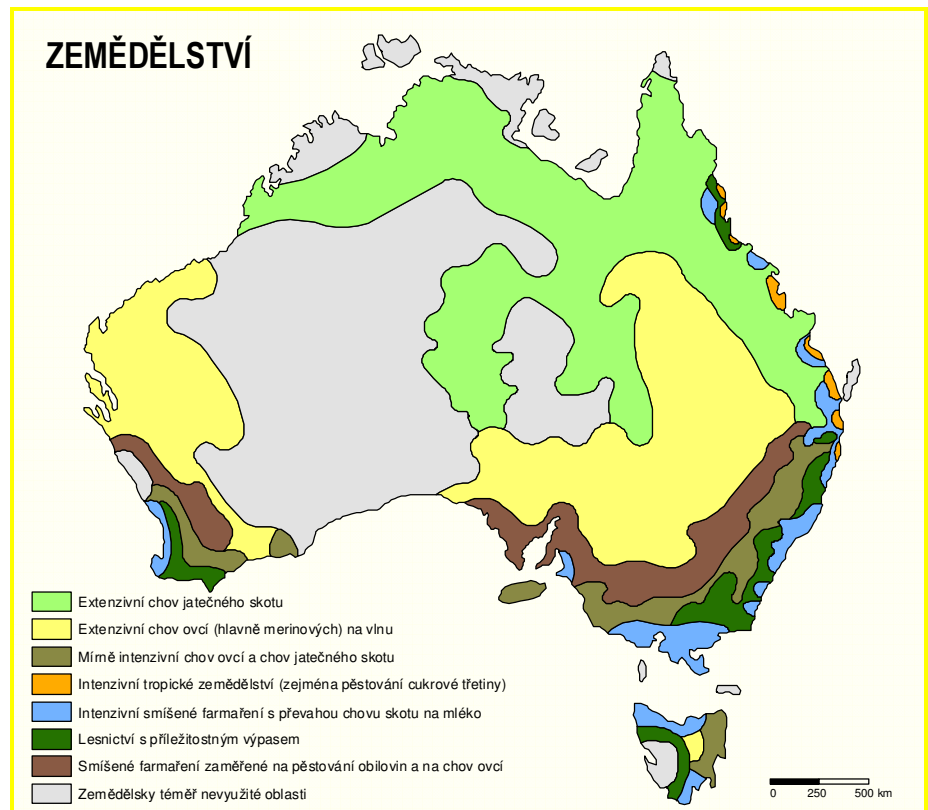 ZEMĚDĚLSTVÍ
Extenzivní chov jatečného skotu
Extenzivní chov ovcí (hlavně merinových) na vlnu
Mírně intenzivní chov ovcí a chov jatečného skotu
Intenzivní tropické zemědělství (zejména pěstování cukrové třetiny)
Intenzivní smíšené farmaření s převahou chovu skotu na mléko
Lesnictví s příležitostným výpasem
Smíšené farmaření zaměřené na pěstování obilovin a na chov ovcí
Zemědělsky téměř nevyužité oblasti
0 250 500 km